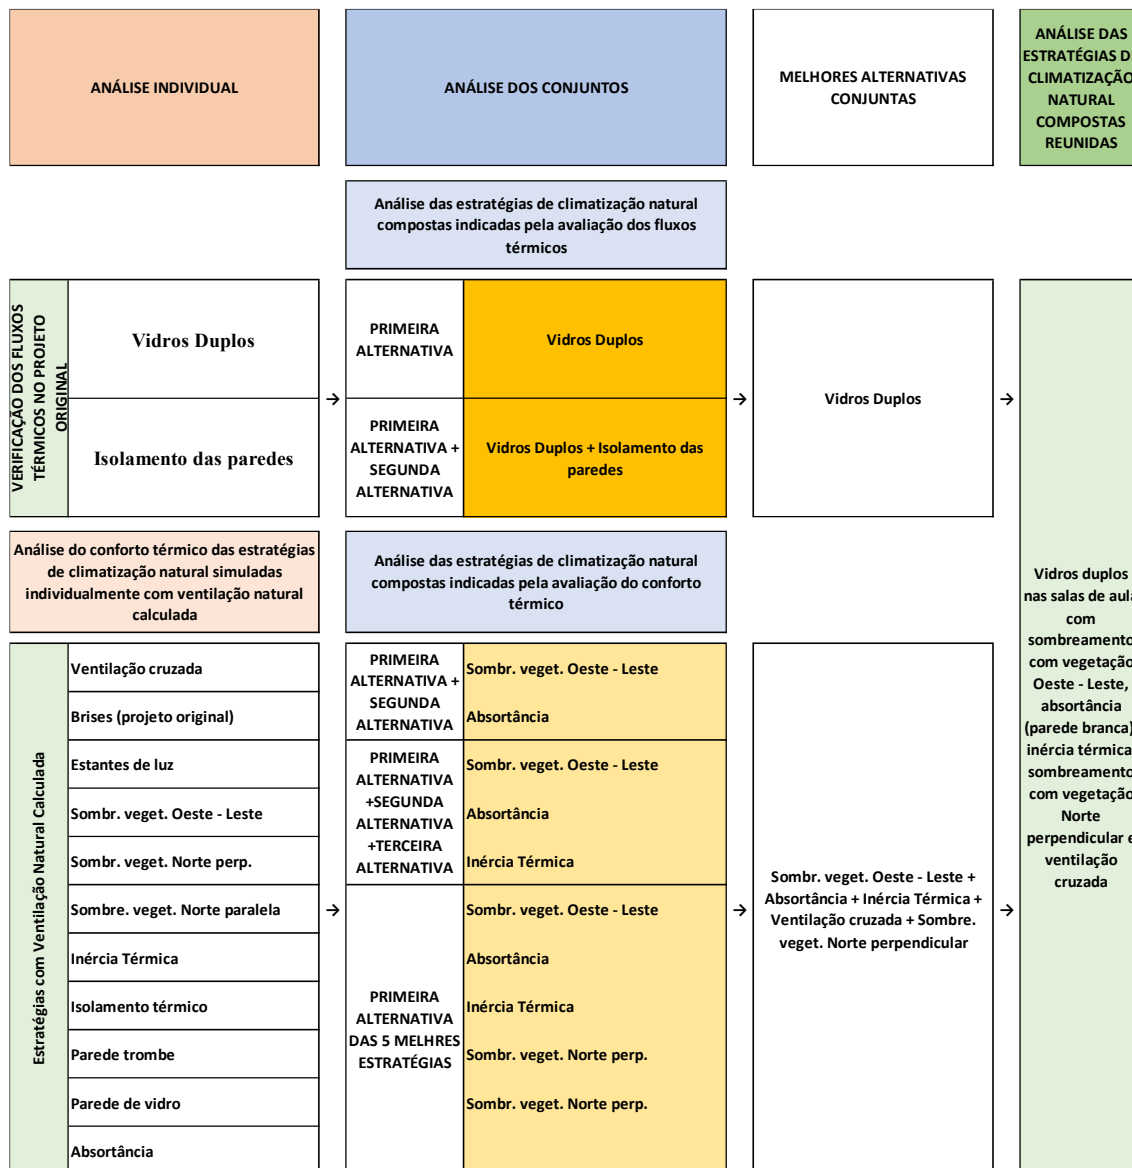 ANÁLISE INDIVIDUAL
ANÁLISE DOS CONJUNTOS
MELHORES ALTERNATIVAS
CONJUNTAS
ANÁLISE DAS
ESTRATÉGIAS D
CLIMATIZAÇÃO
NATURAL
COMPOSTAS
REUNIDAS
Análise das estratégias de climatização natural
compostas indicadas pela avaliação dos fluxos
térmicos
VERIFICAÇÃO DOS FLUXOS
TÉRMICOS NO PROJETO
ORIGINAL
Vidros Duplos
Isolamento das paredes
→
PRIMEIRA
ALTERNATIVA
Vidros Duplos
PRIMEIRA
ALTERNATIVA +
SEGUNDA
ALTERNATIVA
Vidros Duplos + Isolamento das
paredes
→
Vidros Duplos
→
Análise do conforto térmico das estratégias
de climatização natural simuladas
individualmente com ventilação natural
calculada
Análise das estratégias de climatização natural
compostas indicadas pela avaliação do conforto
térmico
Estratégias com Ventilação Natural Calculada
Ventilação cruzada
Brises (projeto original)
Estantes de luz
Sombr. veget. Oeste - Leste
Sombr. veget. Norte perp.
Sombre. veget. Norte paralela
Inércia Térmica
Isolamento térmico
Parede trombe
Parede de vidro
Absortância
→
PRIMEIRA
ALTERNATIVA +
SEGUNDA
ALTERNATIVA
Sombr. veget. Oeste - Leste
Absortância
PRIMEIRA
ALTERNATIVA
+SEGUNDA
ALTERNATIVA
+TERCEIRA
ALTERNATIVA
Sombr. veget. Oeste - Leste
Absortância
Inércia Térmica
PRIMEIRA
ALTERNATIVA
DAS 5 MELHRES
ESTRATÉGIAS
Sombr. veget. Oeste - Leste
Absortância
Inércia Térmica
Sombr. veget. Norte perp.
Sombr. veget. Norte perp.
→
Sombr. veget. Oeste - Leste +
Absortância + Inércia Térmica +
Ventilação cruzada + Sombre.
veget. Norte perpendicular
→
Vidros duplos
nas salas de aula
com
sombreamento
com vegetação
Oeste - Leste,
absortância
(parede branca)
inércia térmica
sombreamento
com vegetação
Norte
perpendicular e
ventilação
cruzada